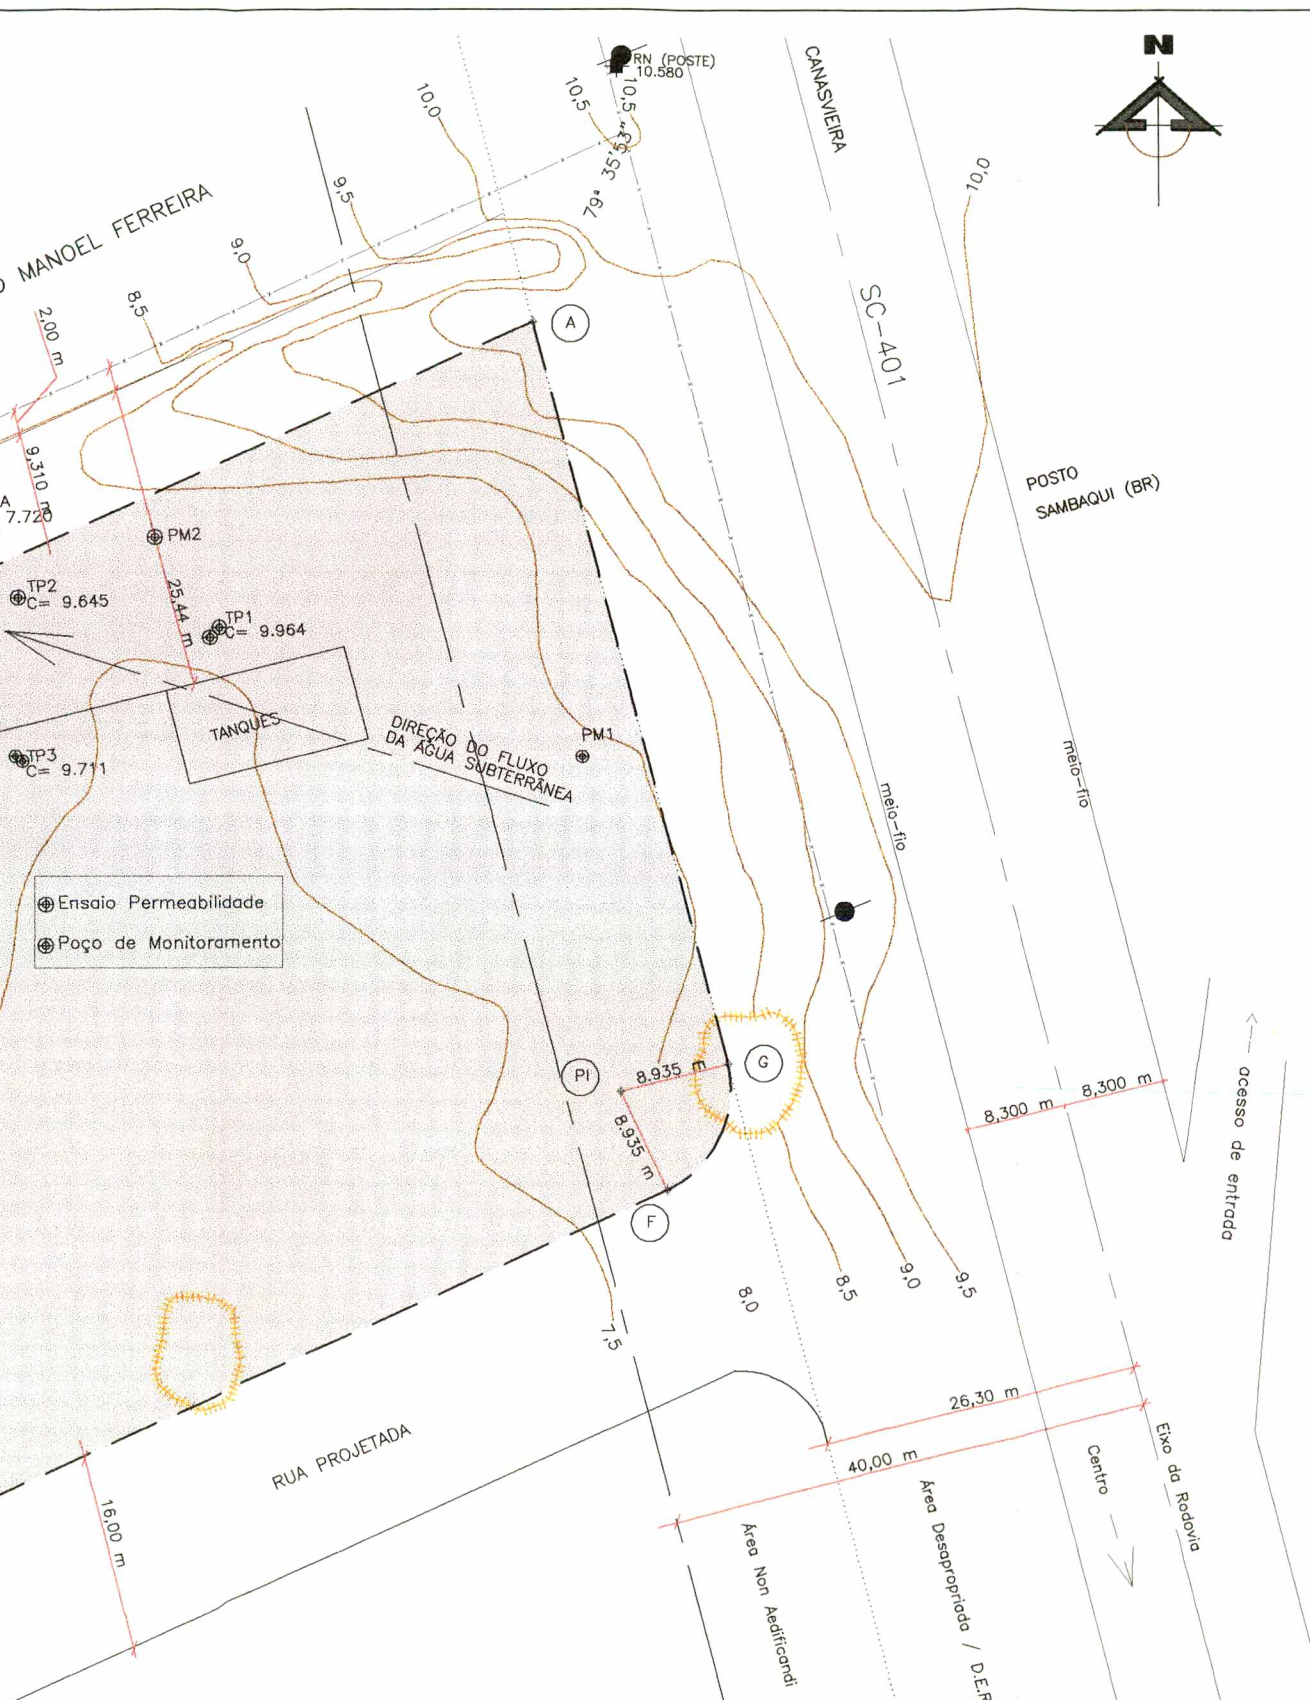 N
RN (POSTE)
10.580
10,5
10,5
10,0
79ª 35'53"
CANASVIEIRA
10,0
9,5
MANOEL FERREIRA
9,0
8,5
2,00 m
SC-401
A
POSTO
SAMBAQUI (BR)
9,310 m
A
7.720
PM2
TP2
C= 9.645
25,44 m
TP1
C= 9.964
TANQUES
DIREÇÃO DO FLUXO
DA ÁGUA SUBTERRÂNEA
PM1
TP3
C= 9.711
meio-fio
meio-fio
Ensaio Permeabilidade
Poço de Monitoramento
PI
8.935 m
G
8.935 m
F
8,300 m
8,300 m
acesso de entrada
8,0
8,5
9,0
9,5
7,5
26,30 m
40,00 m
RUA PROJETADA
16,00 m
Centro
Eixo da Rodovia
Área Non Aedificandi
Área Desapropriada / D.E.R